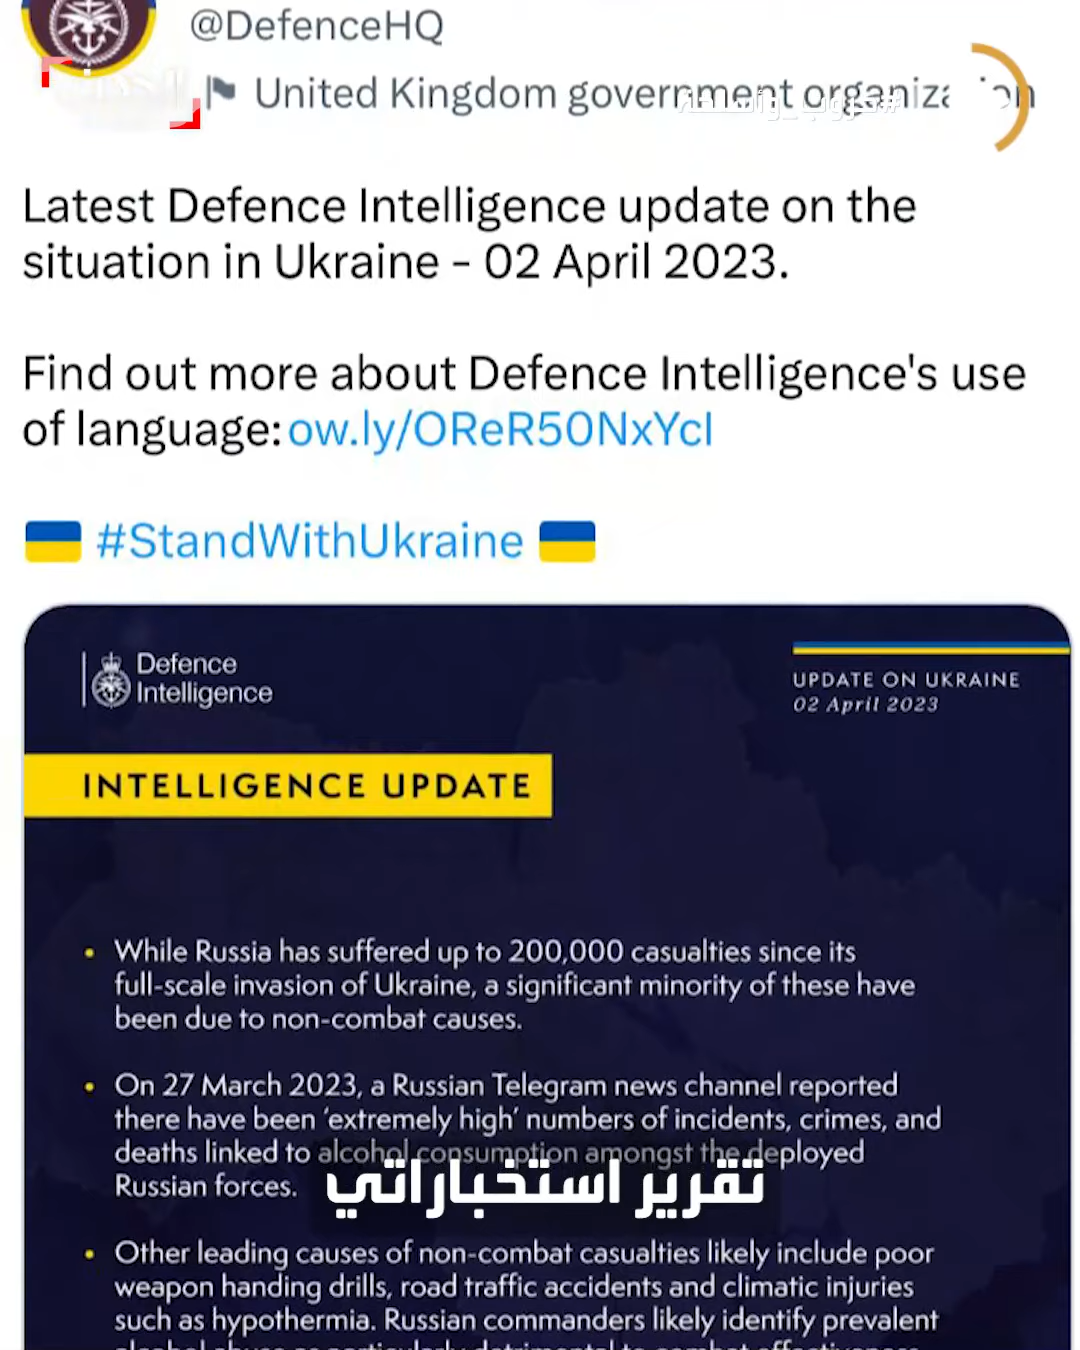 @DefenceHQ
United Kingdom government organization
#حروب_وأسلحة
Latest Defence Intelligence update on the
situation in Ukraine - 02 April 2023.
Find out more about Defence Intelligence's use
of language: ow.ly/OReR50NxYcI
#StandWithUkraine
Defence
Intelligence
UPDATE ON UKRAINE
02 April 2023
INTELLIGENCE UPDATE
• While Russia has suffered up to 200,000 casualties since its
full-scale invasion of Ukraine, a significant minority of these have
been due to non-combat causes.
• On 27 March 2023, a Russian Telegram news channel reported
there have been ‘extremely high’ numbers of incidents, crimes, and
deaths linked to alcohol consumption amongst the deployed
Russian forces.
تقرير استخباراتي
• Other leading causes of non-combat casualties likely include poor
weapon handing drills, road traffic accidents and climatic injuries
such as hypothermia. Russian commanders likely identify prevalent